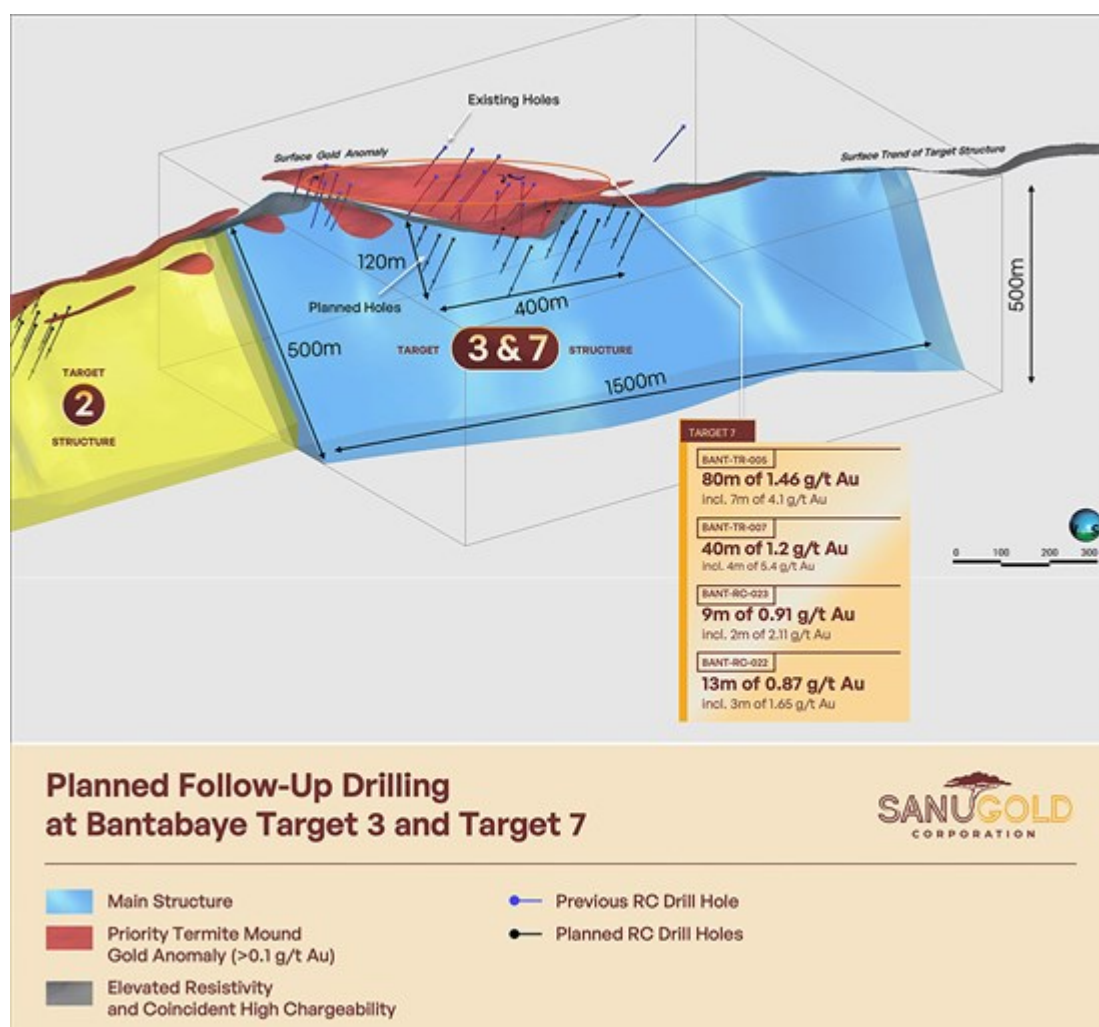 Existing Holes
Surface Gold Anomaly
Surface Trend of Target Structure
120m
Planned Holes
400m
500m
500m
TARGET
3 & 7
STRUCTURE
1500m
TARGET
2
STRUCTURE
TARGET 7
BANT-TR-005
80m of 1.46 g/t Au
incl. 7m of 4.1 g/t Au
BANT-TR-007
40m of 1.2 g/t Au
incl. 4m of 5.4 g/t Au
BANT-RC-023
9m of 0.91 g/t Au
incl. 2m of 2.11 g/t Au
BANT-RC-022
13m of 0.87 g/t Au
incl. 3m of 1.65 g/t Au
0 100 200 300
Planned Follow-Up Drilling
at Bantabaye Target 3 and Target 7
SANUGOLD
CORPORATION
Main Structure
Priority Termite Mound
Gold Anomaly (>0.1 g/t Au)
Elevated Resistivity
and Coincident High Chargeability
Previous RC Drill Hole
Planned RC Drill Holes